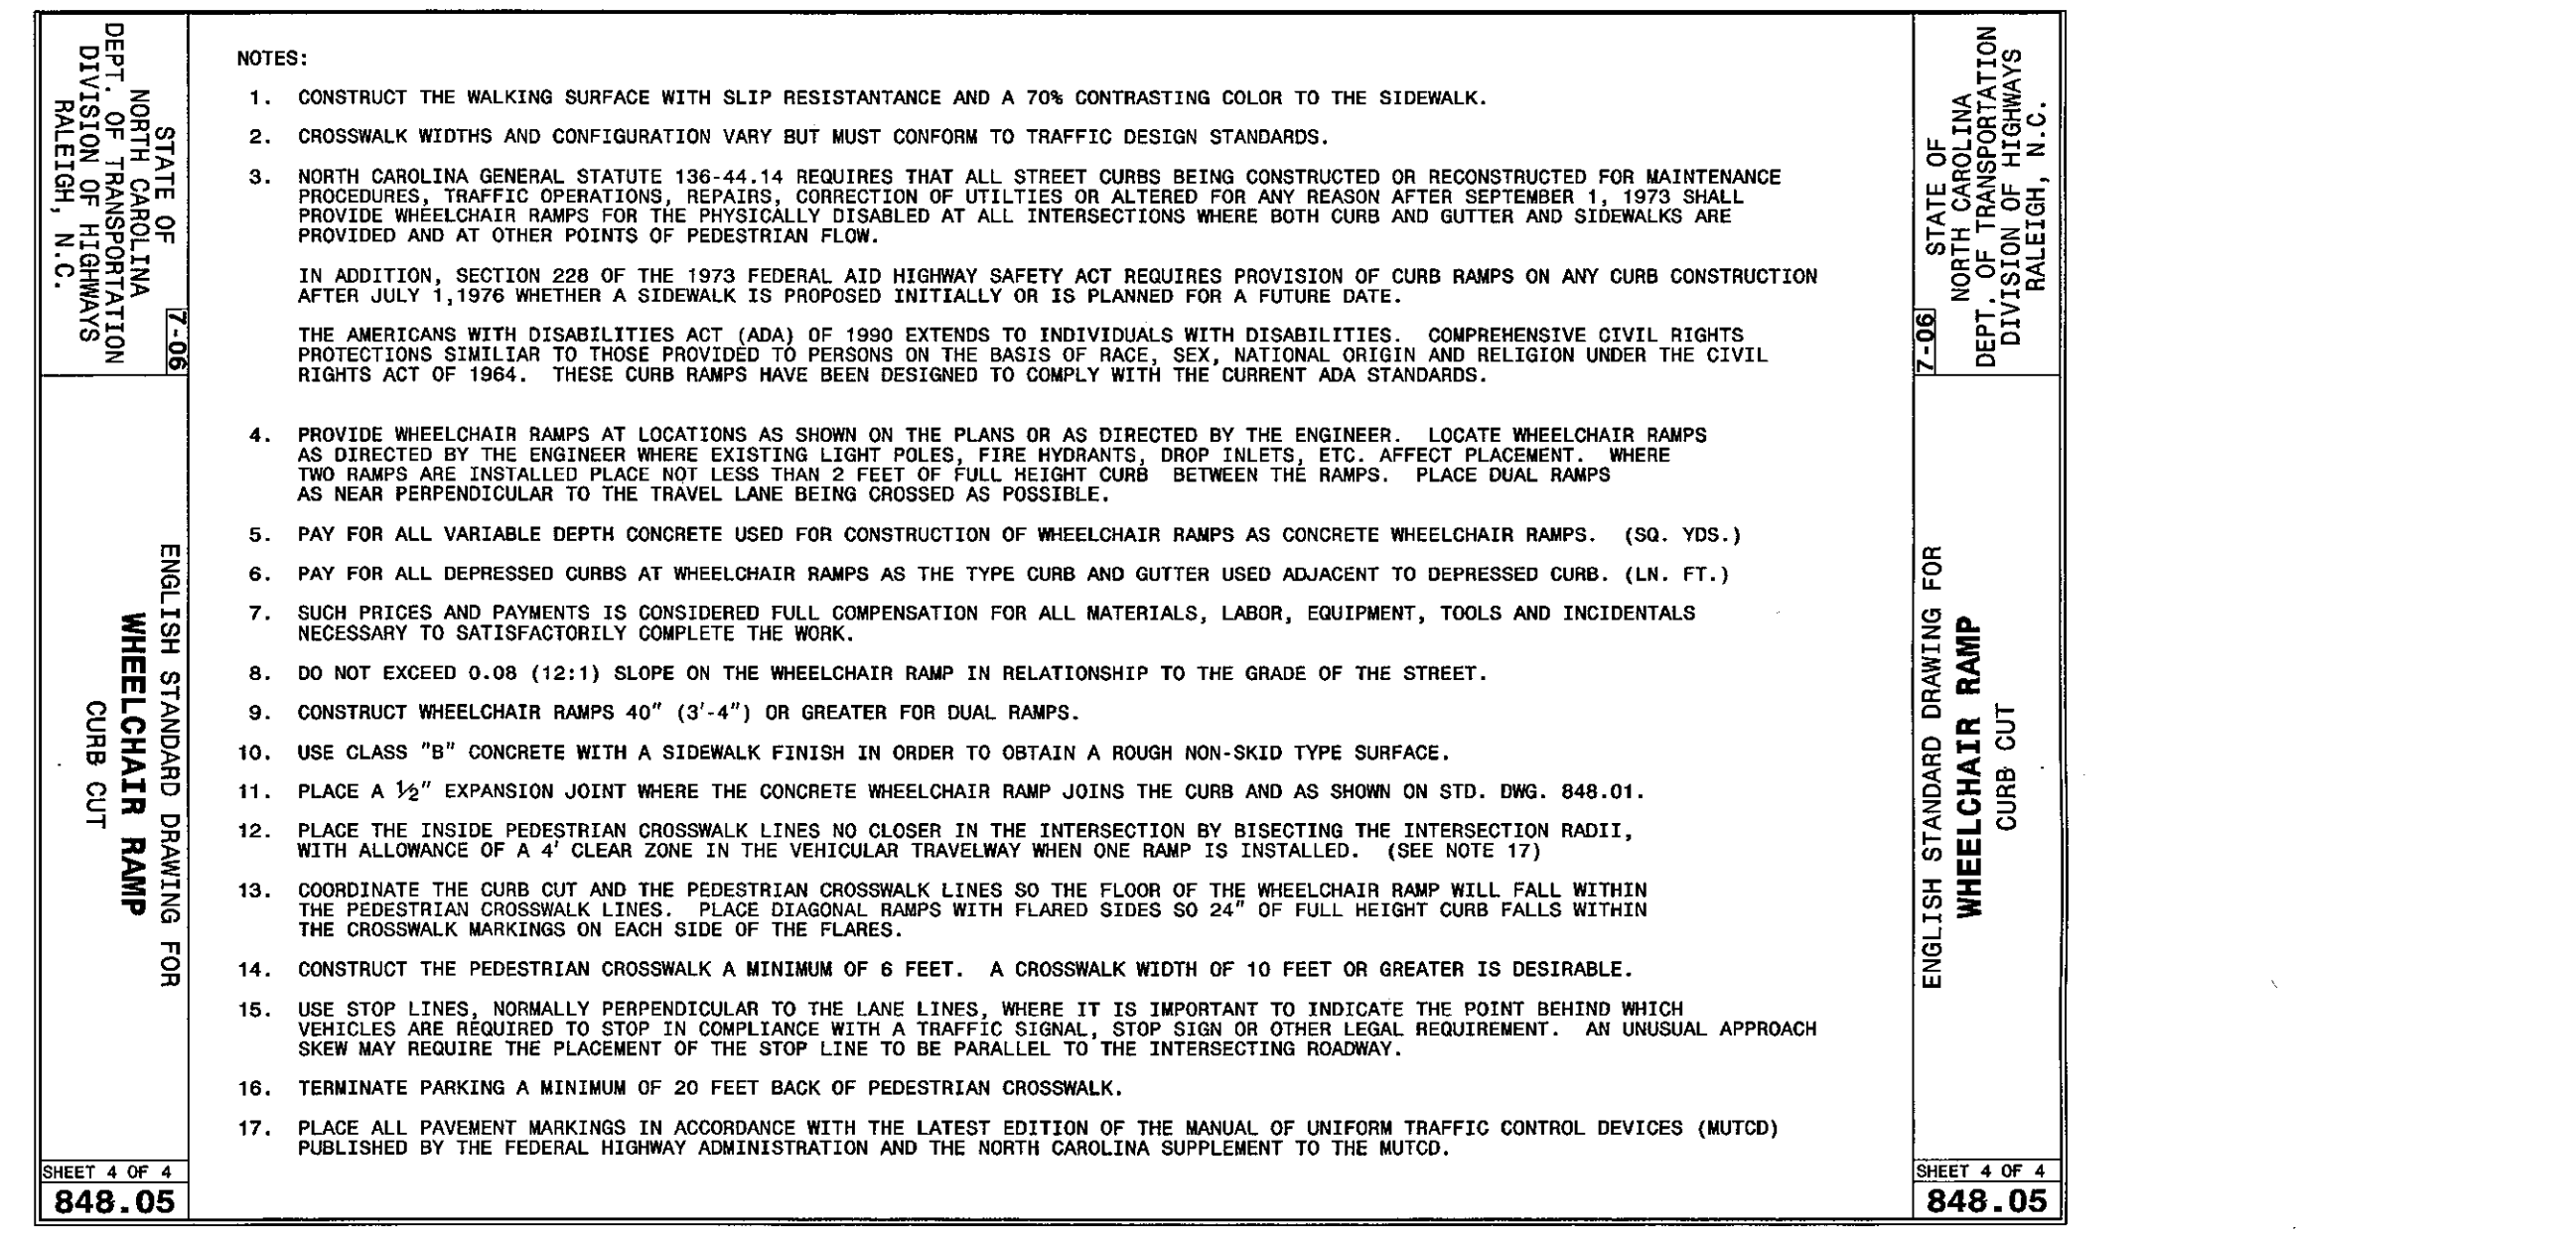 STATE OF
NORTH CAROLINA
DEPT. OF TRANSPORTATION
DIVISION OF HIGHWAYS
RALEIGH, N.C.
7-06
ENGLISH STANDARD DRAWING FOR
WHEELCHAIR RAMP
CURB CUT
SHEET 4 OF 4
848.05
NOTES:
1. CONSTRUCT THE WALKING SURFACE WITH SLIP RESISTANTANCE AND A 70% CONTRASTING COLOR TO THE SIDEWALK.
2. CROSSWALK WIDTHS AND CONFIGURATION VARY BUT MUST CONFORM TO TRAFFIC DESIGN STANDARDS.
3. NORTH CAROLINA GENERAL STATUTE 136-44.14 REQUIRES THAT ALL STREET CURBS BEING CONSTRUCTED OR RECONSTRUCTED FOR MAINTENANCE
PROCEDURES, TRAFFIC OPERATIONS, REPAIRS, CORRECTION OF UTILTIES OR ALTERED FOR ANY REASON AFTER SEPTEMBER 1, 1973 SHALL
PROVIDE WHEELCHAIR RAMPS FOR THE PHYSICALLY DISABLED AT ALL INTERSECTIONS WHERE BOTH CURB AND GUTTER AND SIDEWALKS ARE
PROVIDED AND AT OTHER POINTS OF PEDESTRIAN FLOW.
IN ADDITION, SECTION 228 OF THE 1973 FEDERAL AID HIGHWAY SAFETY ACT REQUIRES PROVISION OF CURB RAMPS ON ANY CURB CONSTRUCTION
AFTER JULY 1,1976 WHETHER A SIDEWALK IS PROPOSED INITIALLY OR IS PLANNED FOR A FUTURE DATE.
THE AMERICANS WITH DISABILITIES ACT (ADA) OF 1990 EXTENDS TO INDIVIDUALS WITH DISABILITIES. COMPREHENSIVE CIVIL RIGHTS
PROTECTIONS SIMILIAR TO THOSE PROVIDED TO PERSONS ON THE BASIS OF RACE, SEX, NATIONAL ORIGIN AND RELIGION UNDER THE CIVIL
RIGHTS ACT OF 1964. THESE CURB RAMPS HAVE BEEN DESIGNED TO COMPLY WITH THE CURRENT ADA STANDARDS.
4. PROVIDE WHEELCHAIR RAMPS AT LOCATIONS AS SHOWN ON THE PLANS OR AS DIRECTED BY THE ENGINEER. LOCATE WHEELCHAIR RAMPS
AS DIRECTED BY THE ENGINEER WHERE EXISTING LIGHT POLES, FIRE HYDRANTS, DROP INLETS, ETC. AFFECT PLACEMENT. WHERE
TWO RAMPS ARE INSTALLED PLACE NOT LESS THAN 2 FEET OF FULL HEIGHT CURB BETWEEN THE RAMPS. PLACE DUAL RAMPS
AS NEAR PERPENDICULAR TO THE TRAVEL LANE BEING CROSSED AS POSSIBLE.
5. PAY FOR ALL VARIABLE DEPTH CONCRETE USED FOR CONSTRUCTION OF WHEELCHAIR RAMPS AS CONCRETE WHEELCHAIR RAMPS. (SQ. YDS.)
6. PAY FOR ALL DEPRESSED CURBS AT WHEELCHAIR RAMPS AS THE TYPE CURB AND GUTTER USED ADJACENT TO DEPRESSED CURB. (LN. FT.)
7. SUCH PRICES AND PAYMENTS IS CONSIDERED FULL COMPENSATION FOR ALL MATERIALS, LABOR, EQUIPMENT, TOOLS AND INCIDENTALS
NECESSARY TO SATISFACTORILY COMPLETE THE WORK.
8. DO NOT EXCEED 0.08 (12:1) SLOPE ON THE WHEELCHAIR RAMP IN RELATIONSHIP TO THE GRADE OF THE STREET.
9. CONSTRUCT WHEELCHAIR RAMPS 40" (3'-4") OR GREATER FOR DUAL RAMPS.
10. USE CLASS "B" CONCRETE WITH A SIDEWALK FINISH IN ORDER TO OBTAIN A ROUGH NON-SKID TYPE SURFACE.
11. PLACE A ½" EXPANSION JOINT WHERE THE CONCRETE WHEELCHAIR RAMP JOINS THE CURB AND AS SHOWN ON STD. DWG. 848.01.
12. PLACE THE INSIDE PEDESTRIAN CROSSWALK LINES NO CLOSER IN THE INTERSECTION BY BISECTING THE INTERSECTION RADII,
WITH ALLOWANCE OF A 4' CLEAR ZONE IN THE VEHICULAR TRAVELWAY WHEN ONE RAMP IS INSTALLED. (SEE NOTE 17)
13. COORDINATE THE CURB CUT AND THE PEDESTRIAN CROSSWALK LINES SO THE FLOOR OF THE WHEELCHAIR RAMP WILL FALL WITHIN
THE PEDESTRIAN CROSSWALK LINES. PLACE DIAGONAL RAMPS WITH FLARED SIDES SO 24" OF FULL HEIGHT CURB FALLS WITHIN
THE CROSSWALK MARKINGS ON EACH SIDE OF THE FLARES.
14. CONSTRUCT THE PEDESTRIAN CROSSWALK A MINIMUM OF 6 FEET. A CROSSWALK WIDTH OF 10 FEET OR GREATER IS DESIRABLE.
15. USE STOP LINES, NORMALLY PERPENDICULAR TO THE LANE LINES, WHERE IT IS IMPORTANT TO INDICATE THE POINT BEHIND WHICH
VEHICLES ARE REQUIRED TO STOP IN COMPLIANCE WITH A TRAFFIC SIGNAL, STOP SIGN OR OTHER LEGAL REQUIREMENT. AN UNUSUAL APPROACH
SKEW MAY REQUIRE THE PLACEMENT OF THE STOP LINE TO BE PARALLEL TO THE INTERSECTING ROADWAY.
16. TERMINATE PARKING A MINIMUM OF 20 FEET BACK OF PEDESTRIAN CROSSWALK.
17. PLACE ALL PAVEMENT MARKINGS IN ACCORDANCE WITH THE LATEST EDITION OF THE MANUAL OF UNIFORM TRAFFIC CONTROL DEVICES (MUTCD)
PUBLISHED BY THE FEDERAL HIGHWAY ADMINISTRATION AND THE NORTH CAROLINA SUPPLEMENT TO THE MUTCD.
STATE OF
NORTH CAROLINA
DEPT. OF TRANSPORTATION
DIVISION OF HIGHWAYS
RALEIGH, N.C.
7-06
ENGLISH STANDARD DRAWING FOR
WHEELCHAIR RAMP
CURB CUT
SHEET 4 OF 4
848.05